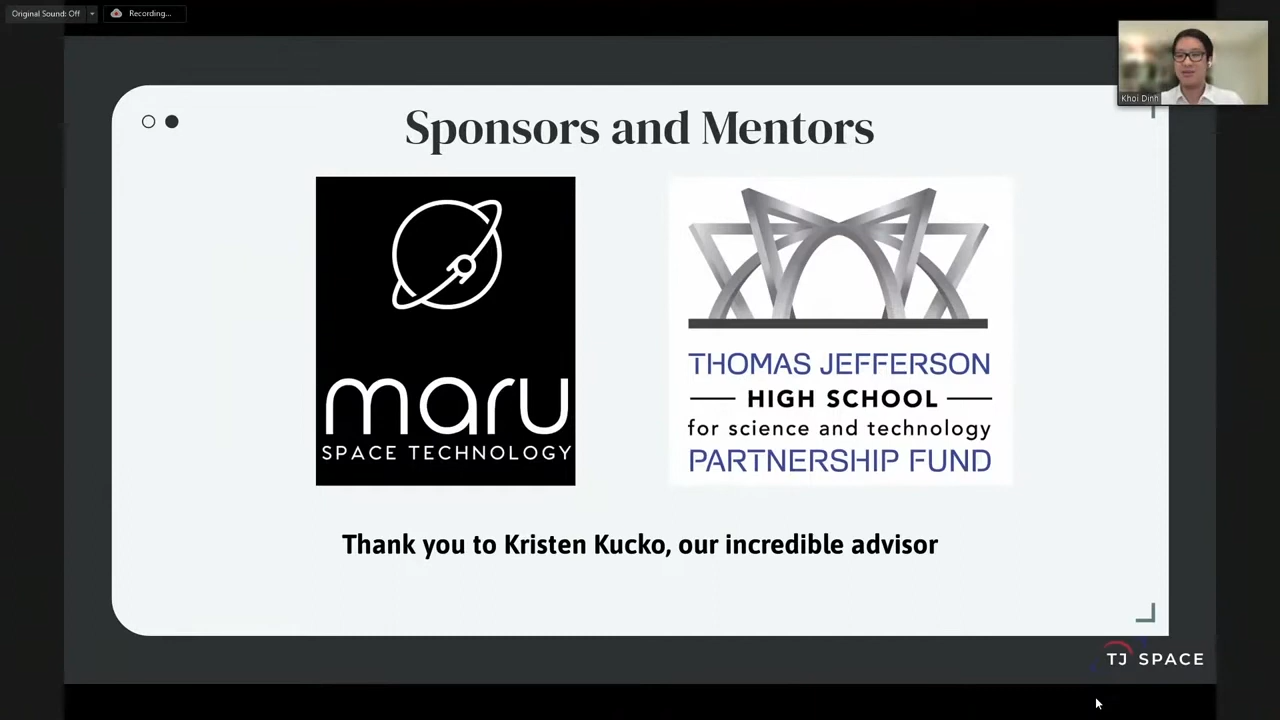 Original Sound: Off
Recording...
Khoi Dinh
Sponsors and Mentors
maru
SPACE TECHNOLOGY
THOMAS JEFFERSON
HIGH SCHOOL
for science and technology
PARTNERSHIP FUND
Thank you to Kristen Kucko, our incredible advisor
TJ SPACE